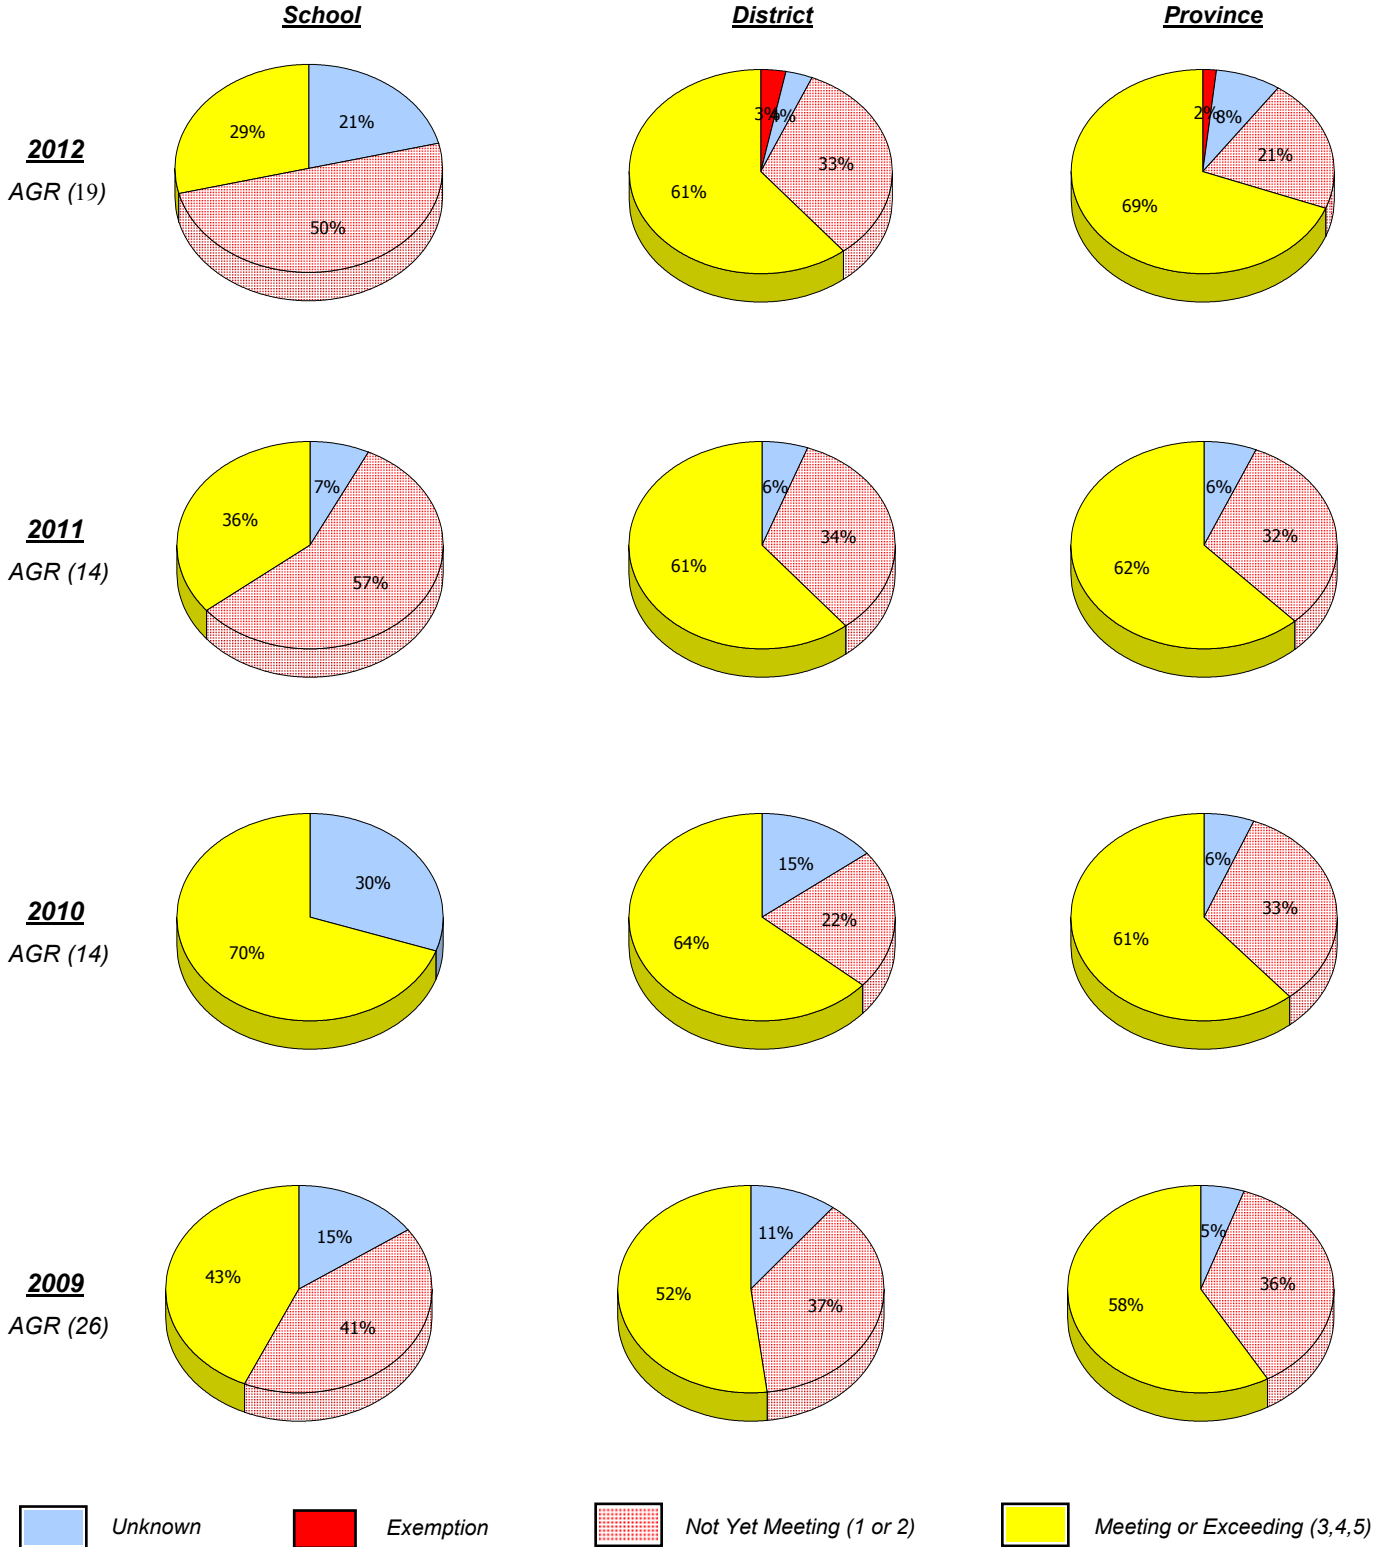 School District Province
2012
AGR (19)
29% 21% 50%
3% 4% 33% 61%
2% 8% 21% 69%
2011
AGR (14)
7% 36% 57%
6% 34% 61%
6% 32% 62%
2010
AGR (14)
30% 70%
15% 22% 64%
6% 33% 61%
2009
AGR (26)
15% 43% 41%
11% 52% 37%
5% 36% 58%
Unknown Exemption Not Yet Meeting (1 or 2) Meeting or Exceeding (3,4,5)